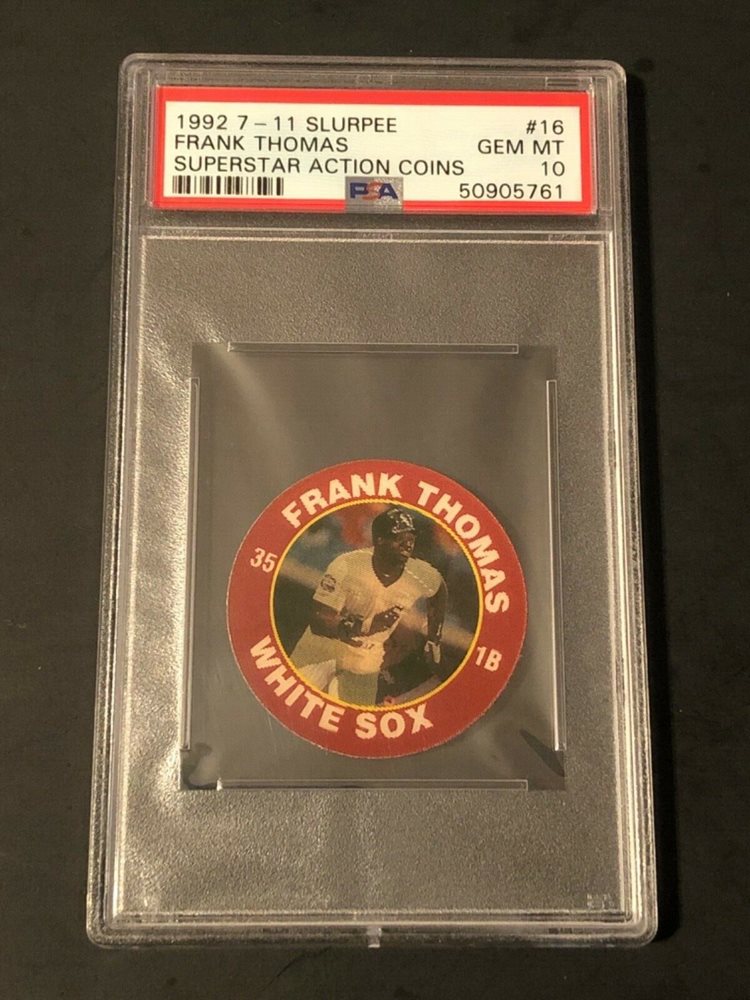 1992 7-11 SLURPEE #16
FRANK THOMAS GEM MT
SUPERSTAR ACTION COINS 10
PSA 50905761
FRANK THOMAS
35
1B
WHITE SOX